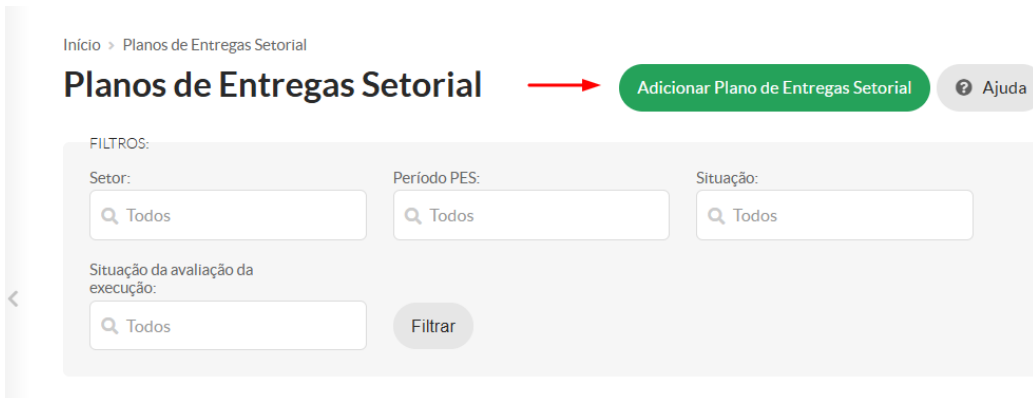 Início > Planos de Entregas Setorial
Planos de Entregas Setorial
Adicionar Plano de Entregas Setorial
Ajuda
FILTROS:
Setor:
Período PES:
Situação:
Todos
Todos
Todos
Situação da avaliação da
execução:
Todos
Filtrar